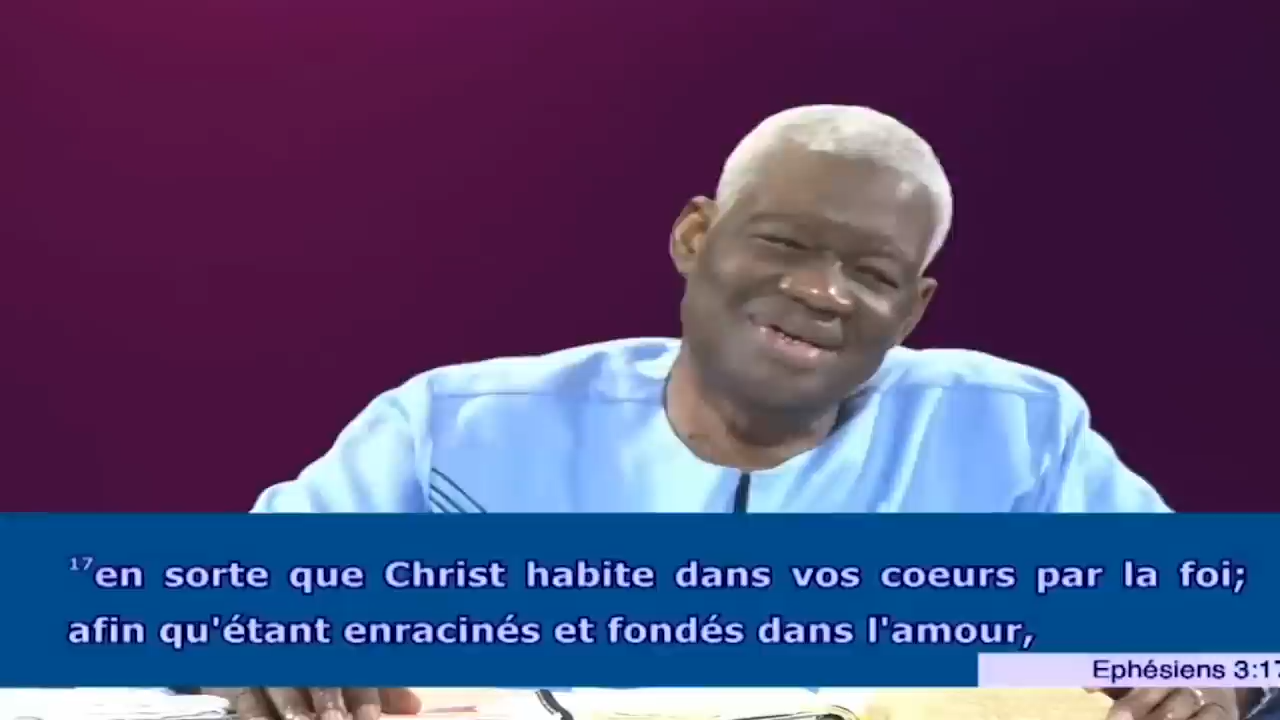 17en sorte que Christ habite dans vos coeurs par la foi;
afin qu'étant enracinés et fondés dans l'amour,
Ephésiens 3:17